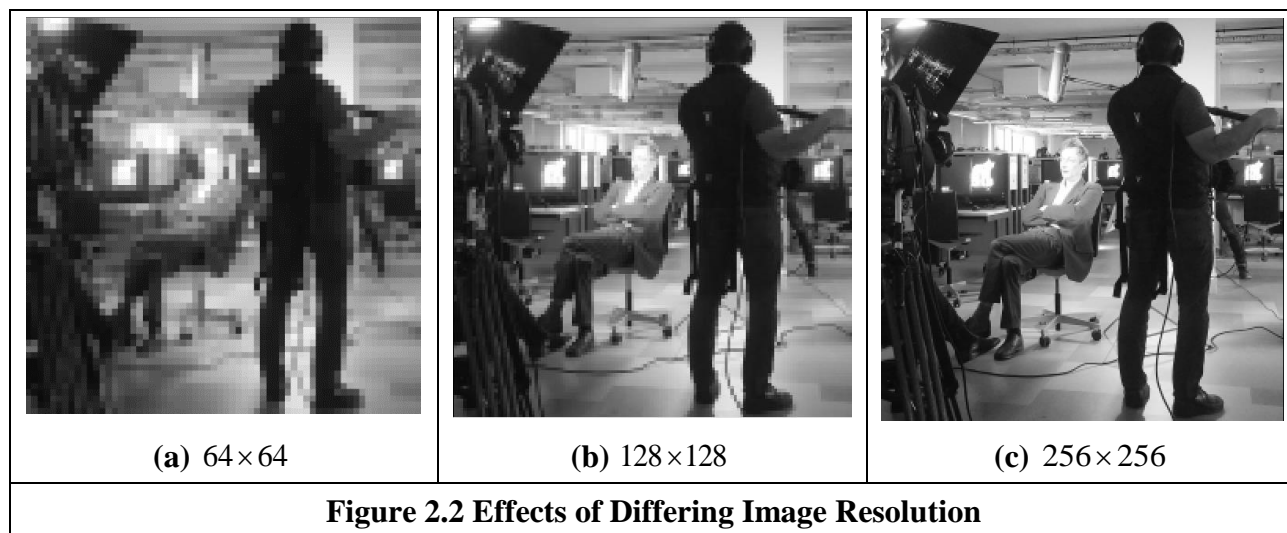 (a) 64×64
(b) 128×128
(c) 256×256
Figure 2.2 Effects of Differing Image Resolution